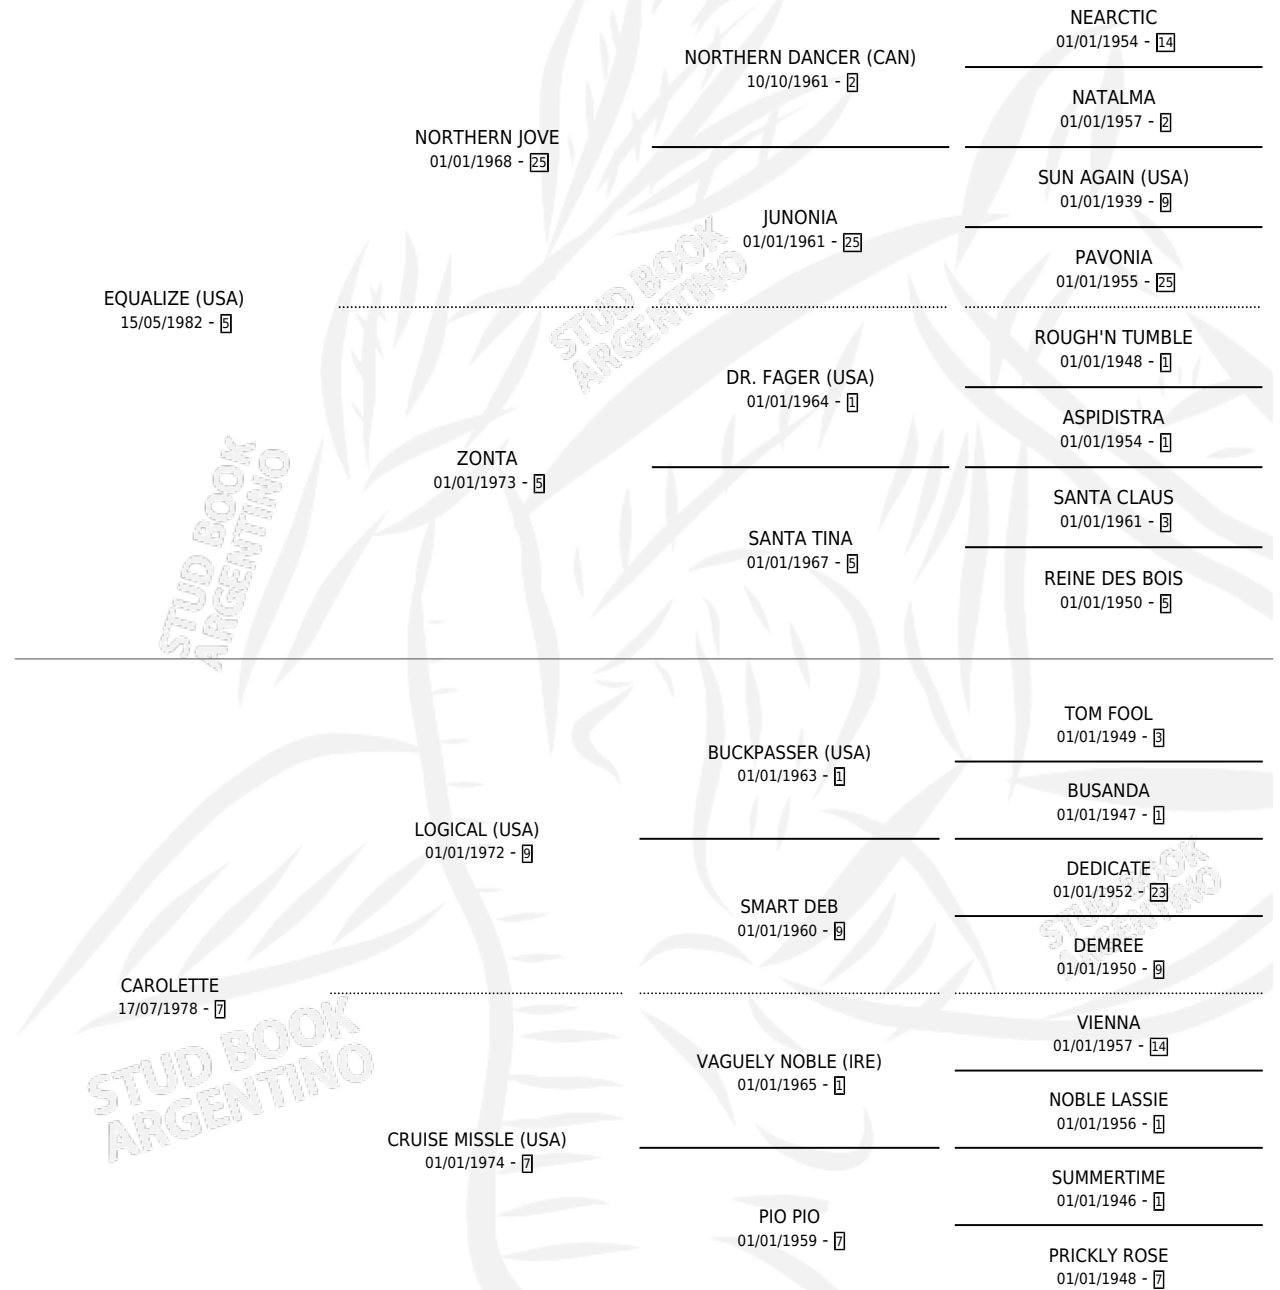 NEARCTIC
01/01/1954 - 14
NORTHERN DANCER (CAN)
10/10/1961 - 2
NATALMA
01/01/1957 - 2
NORTHERN JOVE
01/01/1968 - 25
SUN AGAIN (USA)
01/01/1939 - 9
JUNONIA
01/01/1961 - 25
PAVONIA
01/01/1955 - 25
EQUALIZE (USA)
15/05/1982 - 5
STUD BOOK
ARGENTINO
ROUGH'N TUMBLE
01/01/1948 - 1
DR. FAGER (USA)
01/01/1964 - 1
ASPIDISTRA
01/01/1954 - 1
ZONTA
01/01/1973 - 5
SANTA CLAUS
01/01/1961 - 3
SANTA TINA
01/01/1967 - 5
REINE DES BOIS
01/01/1950 - 5
STUD BOOK
ARGENTINO
TOM FOOL
01/01/1949 - 3
BUCKPASSER (USA)
01/01/1963 - 1
BUSANDA
01/01/1947 - 1
LOGICAL (USA)
01/01/1972 - 9
DEDICATE
01/01/1952 - 23
SMART DEB
01/01/1960 - 9
DEMREE
01/01/1950 - 9
STUD BOOK
ARGENTINO
CAROLETTE
17/07/1978 - 7
VIENNA
01/01/1957 - 14
VAGUELY NOBLE (IRE)
01/01/1965 - 1
NOBLE LASSIE
01/01/1956 - 1
STUD BOOK
ARGENTINO
CRUISE MISSLE (USA)
01/01/1974 - 7
SUMMERTIME
01/01/1946 - 1
PIO PIO
01/01/1959 - 7
PRICKLY ROSE
01/01/1948 - 7